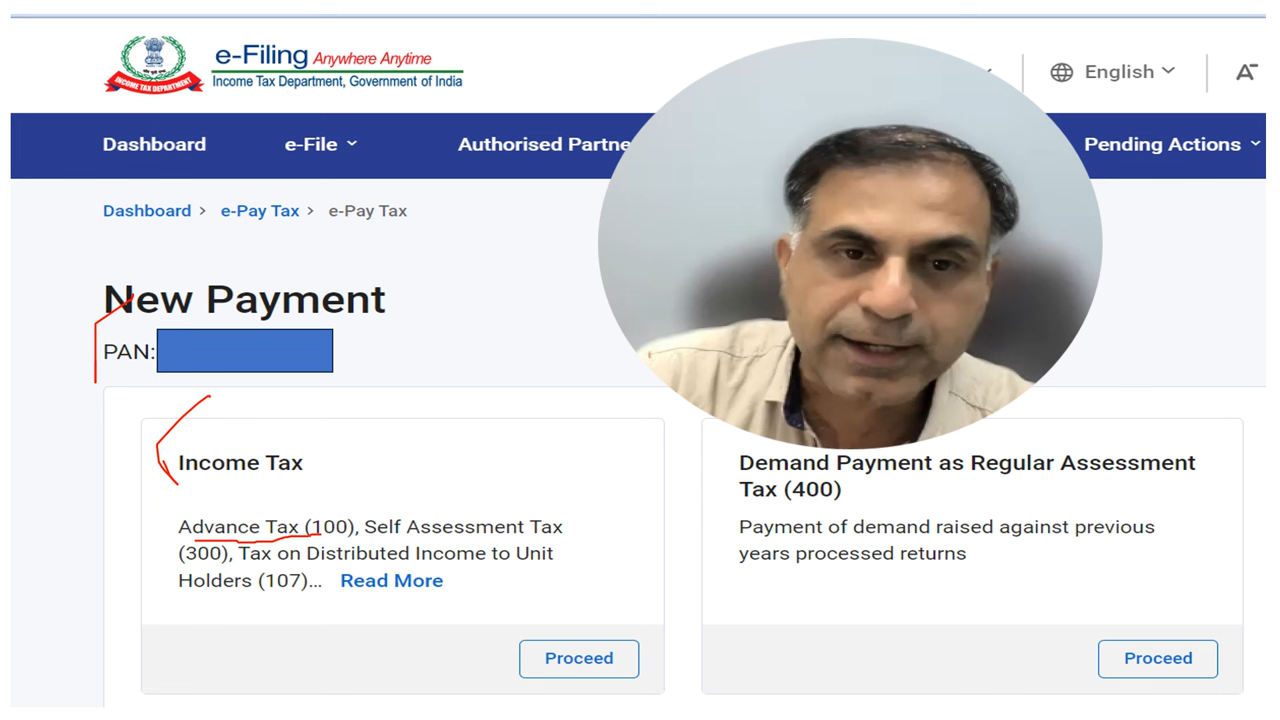 e-Filing Anywhere Anytime
Income Tax Department, Government of India
INCOME TAX DEPARTMENT
English
A-
Dashboard
e-File
Authorised Partne
Pending Actions
Dashboard > e-Pay Tax > e-Pay Tax
New Payment
PAN:
Income Tax
Advance Tax (100), Self Assessment Tax
(300), Tax on Distributed Income to Unit
Holders (107)... Read More
Proceed
Demand Payment as Regular Assessment
Tax (400)
Payment of demand raised against previous
years processed returns
Proceed